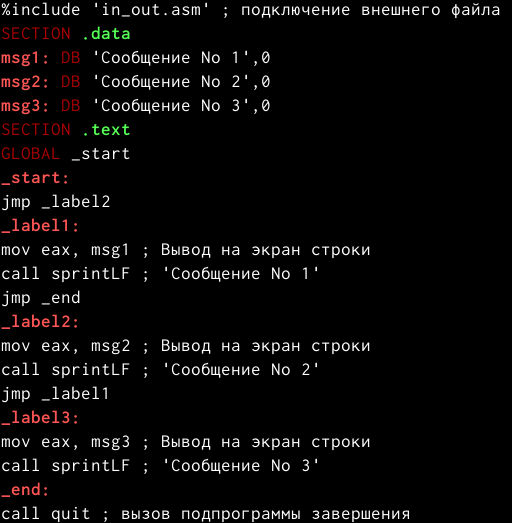 %include 'in_out.asm' ; подключение внешнего файла
SECTION .data
msg1: DB 'Сообщение No 1',0
msg2: DB 'Сообщение No 2',0
msg3: DB 'Сообщение No 3',0
SECTION .text
GLOBAL _start
_start:
jmp _label2
_label1:
mov eax, msg1 ; Вывод на экран строки
call sprintLF ; 'Сообщение No 1'
jmp _end
_label2:
mov eax, msg2 ; Вывод на экран строки
call sprintLF ; 'Сообщение No 2'
jmp _label1
_label3:
mov eax, msg3 ; Вывод на экран строки
call sprintLF ; 'Сообщение No 3'
_end:
call quit ; вызов подпрограммы завершения